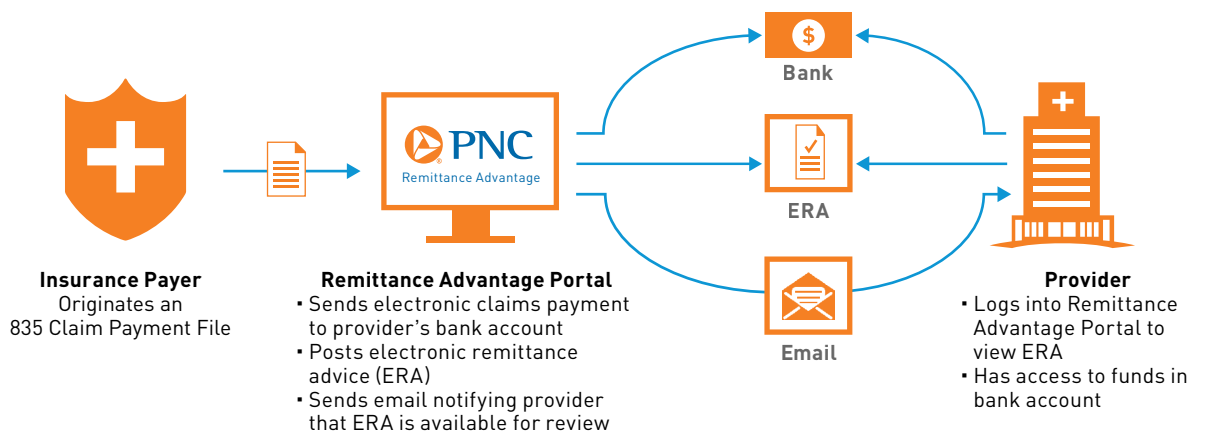 $
Bank
PNC
Remittance Advantage
ERA
Email
Insurance Payer
Originates an
835 Claim Payment File
Remittance Advantage Portal
▪ Sends electronic claims payment
to provider's bank account
▪ Posts electronic remittance
advice (ERA)
▪ Sends email notifying provider
that ERA is available for review
Provider
▪ Logs into Remittance
Advantage Portal to
view ERA
▪ Has access to funds in
bank account